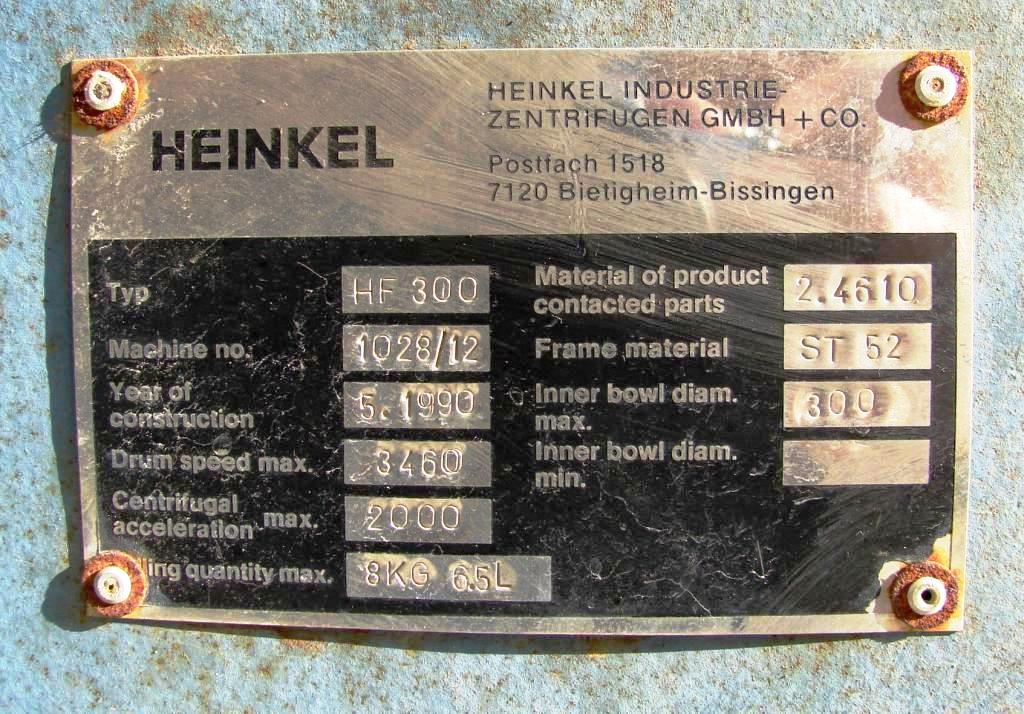 HEINKEL
HEINKEL INDUSTRIE-
ZENTRIFUGEN GMBH + CO.
Postfach 1518
7120 Bietigheim-Bissingen
Typ HF 300
Machine no. 1028/12
Year of
construction 5.1990
Drum speed max. 3460
Centrifugal
acceleration max. 2000
quantity max. 8KG 6.5L
Material of product
contacted parts 2.4610
Frame material ST 52
Inner bowl diam.
max. 300
Inner bowl diam.
min.